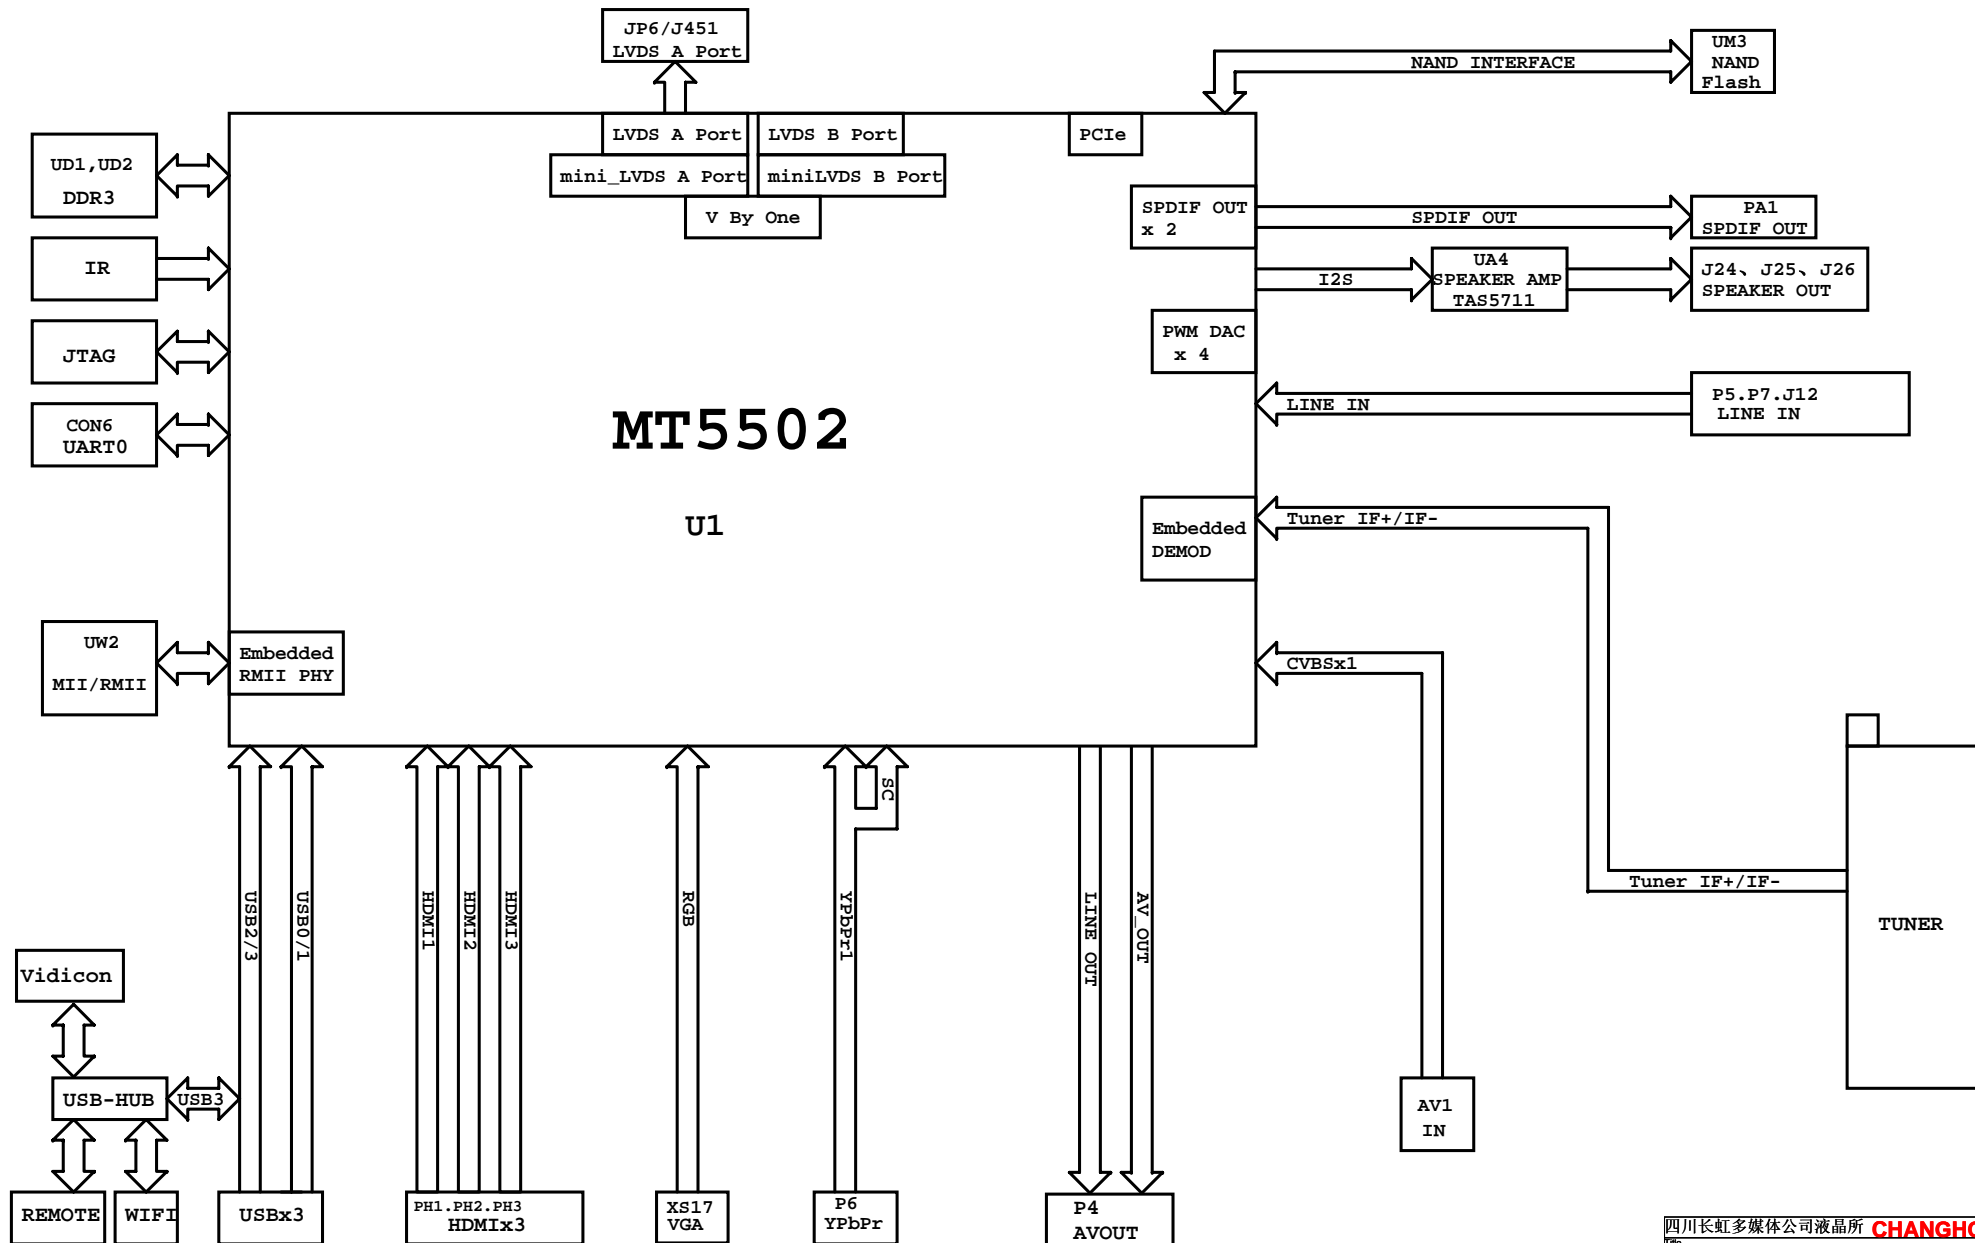 JP6/J451
LVDS A Port
UM3
NAND
Flash
NAND INTERFACE
LVDS A Port
LVDS B Port
PCIe
mini_LVDS A Port
miniLVDS B Port
V By One
UD1,UD2
DDR3
SPDIF OUT
x 2
SPDIF OUT
PA1
SPDIF OUT
IR
I2S
UA4
SPEAKER AMP
TAS5711
J24、J25、J26
SPEAKER OUT
JTAG
PWM DAC
x 4
CON6
UART0
MT5502
LINE IN
P5.P7.J12
LINE IN
U1
Embedded
DEMOD
Tuner IF+/IF-
UW2
MII/RMII
Embedded
RMII PHY
CVBSx1
SC
USB2/3
USB0/1
HDMI1
HDMI2
HDMI3
RGB
YPbPr1
LINE OUT
AV_OUT
Tuner IF+/IF-
TUNER
Vidicon
USB-HUB
USB3
AV1
IN
REMOTE
WIFI
USBx3
PH1.PH2.PH3
HDMIx3
XS17
VGA
P6
YPbPr
P4
AVOUT
四川长虹多媒体公司液晶所